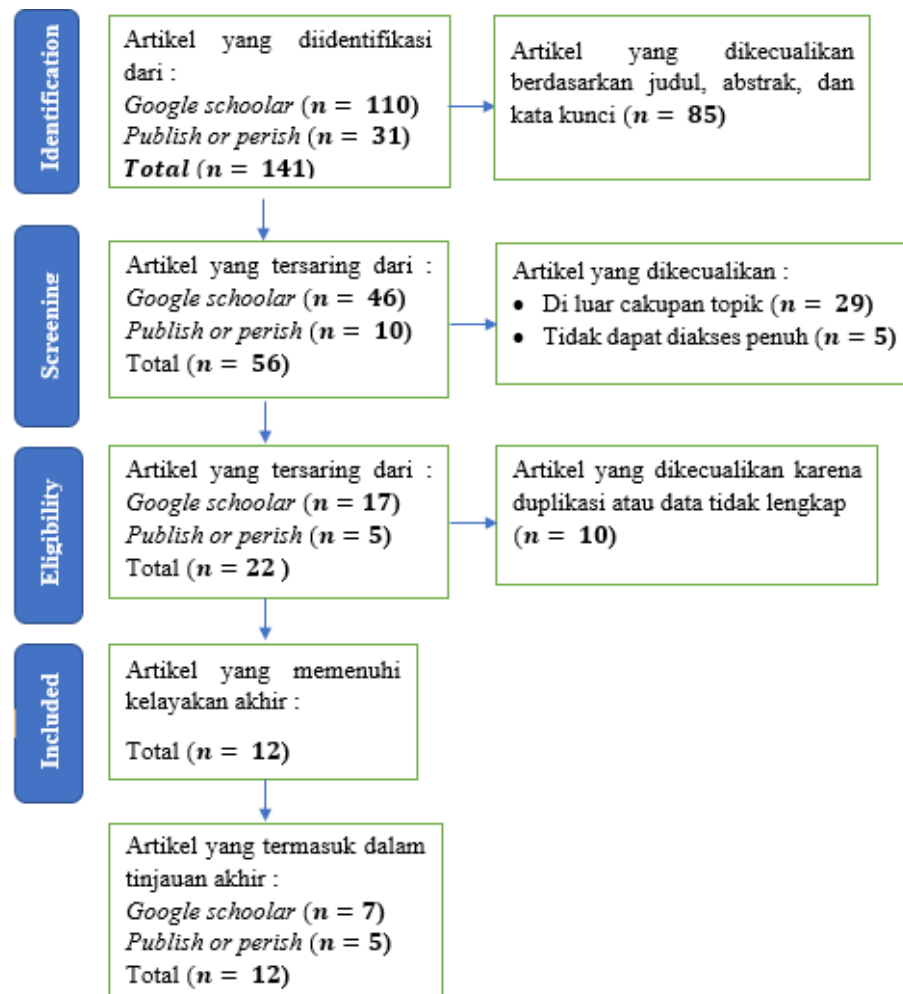 Identification
Artikel yang diidentifikasi
dari :
Google schoolar (n = 110)
Publish or perish (n = 31)
Total (n = 141)
Artikel yang dikecualikan
berdasarkan judul, abstrak, dan
kata kunci (n = 85)
Screening
Artikel yang tersaring dari :
Google schoolar (n = 46)
Publish or perish (n = 10)
Total (n = 56)
Artikel yang dikecualikan :
• Di luar cakupan topik (n = 29)
• Tidak dapat diakses penuh (n = 5)
Eligibility
Artikel yang tersaring dari :
Google schoolar (n = 17)
Publish or perish (n = 5)
Total (n = 22 )
Artikel yang dikecualikan karena
duplikasi atau data tidak lengkap
(n = 10)
Included
Artikel yang memenuhi
kelayakan akhir :
Total (n = 12)
Artikel yang termasuk dalam
tinjauan akhir :
Google schoolar (n = 7)
Publish or perish (n = 5)
Total (n = 12)